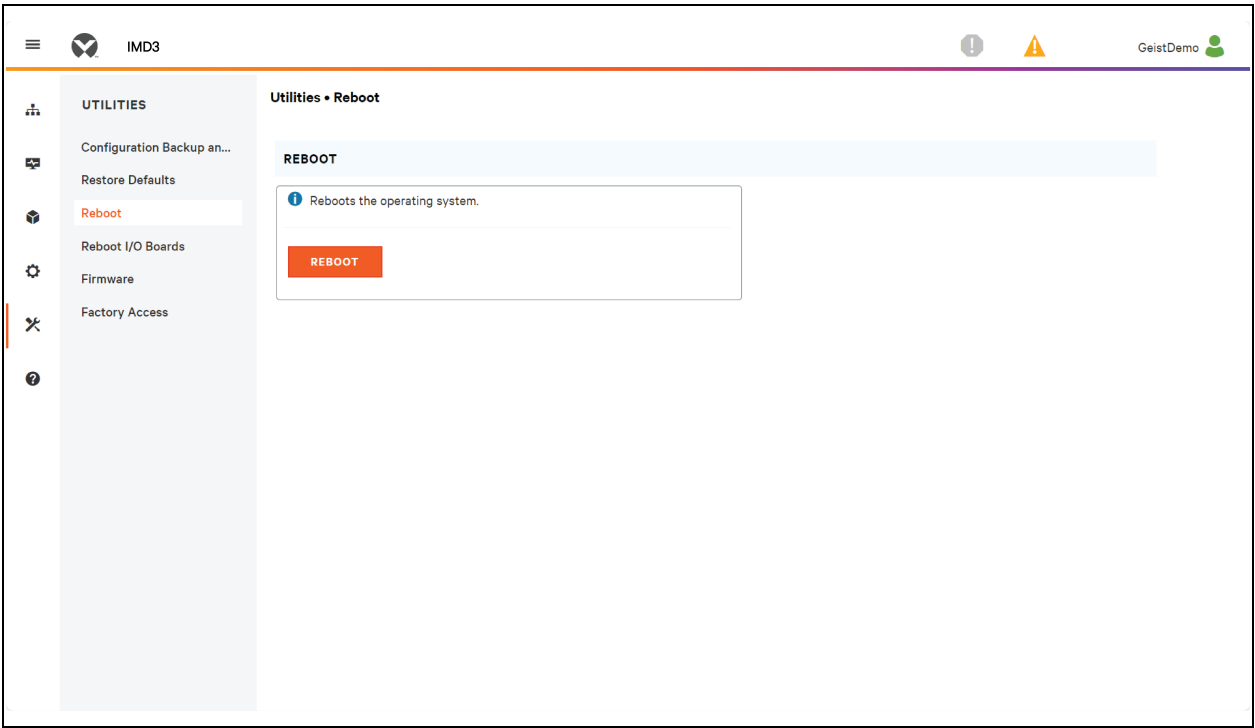 IMD3
GeistDemo
UTILITIES
Configuration Backup an...
Restore Defaults
Reboot
Reboot I/O Boards
Firmware
Factory Access
Utilities • Reboot
REBOOT
Reboots the operating system.
REBOOT